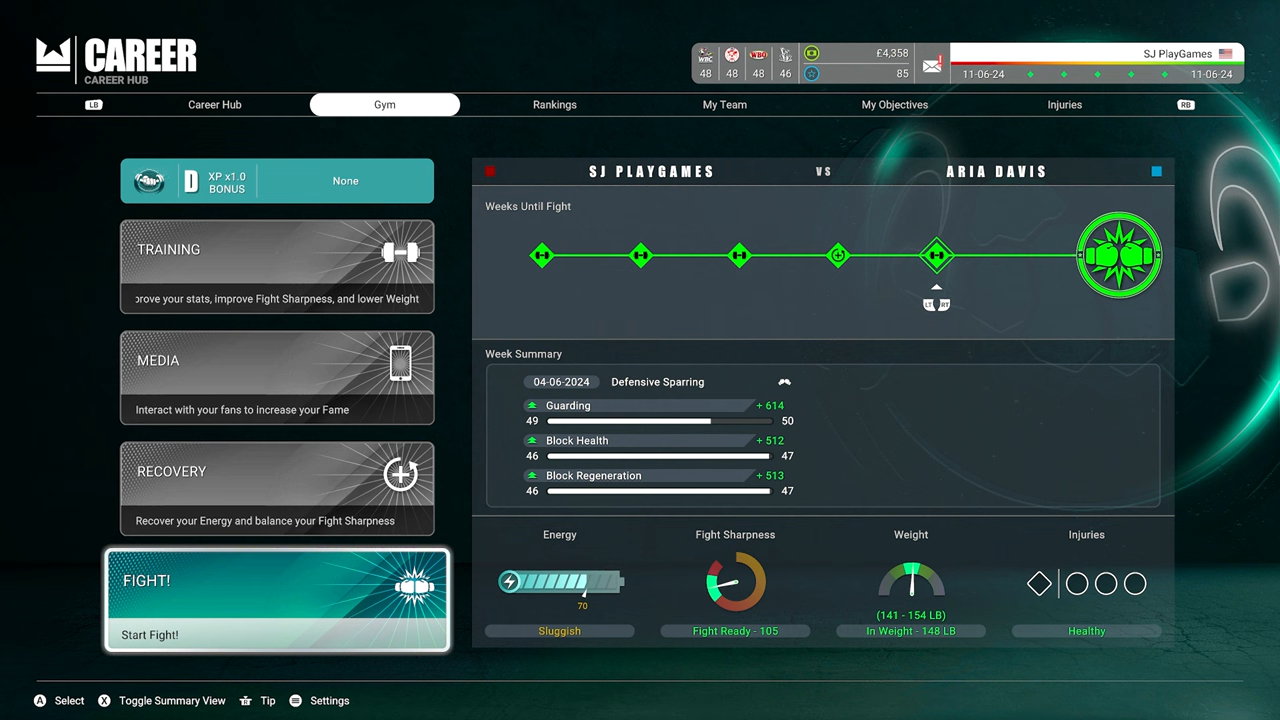 CAREER
CAREER HUB
WBC
48
48
WBO
48
46
£4,358
85
SJ PlayGames
11-06-24
11-06-24
LB
Career Hub
Gym
Rankings
My Team
My Objectives
Injuries
RB
D
XP x1.0
BONUS
None
TRAINING
prove your stats, improve Fight Sharpness, and lower Weight
MEDIA
Interact with your fans to increase your Fame
RECOVERY
Recover your Energy and balance your Fight Sharpness
FIGHT!
Start Fight!
SJ PLAYGAMES VS ARIA DAVIS
Weeks Until Fight
LT RT
Week Summary
04-06-2024 Defensive Sparring
Guarding + 614
49 50
Block Health + 512
46 47
Block Regeneration + 513
46 47
Energy
70
Sluggish
Fight Sharpness
Fight Ready - 105
Weight
(141 - 154 LB)
In Weight - 148 LB
Injuries
Healthy
A Select
X Toggle Summary View
Tip
Settings